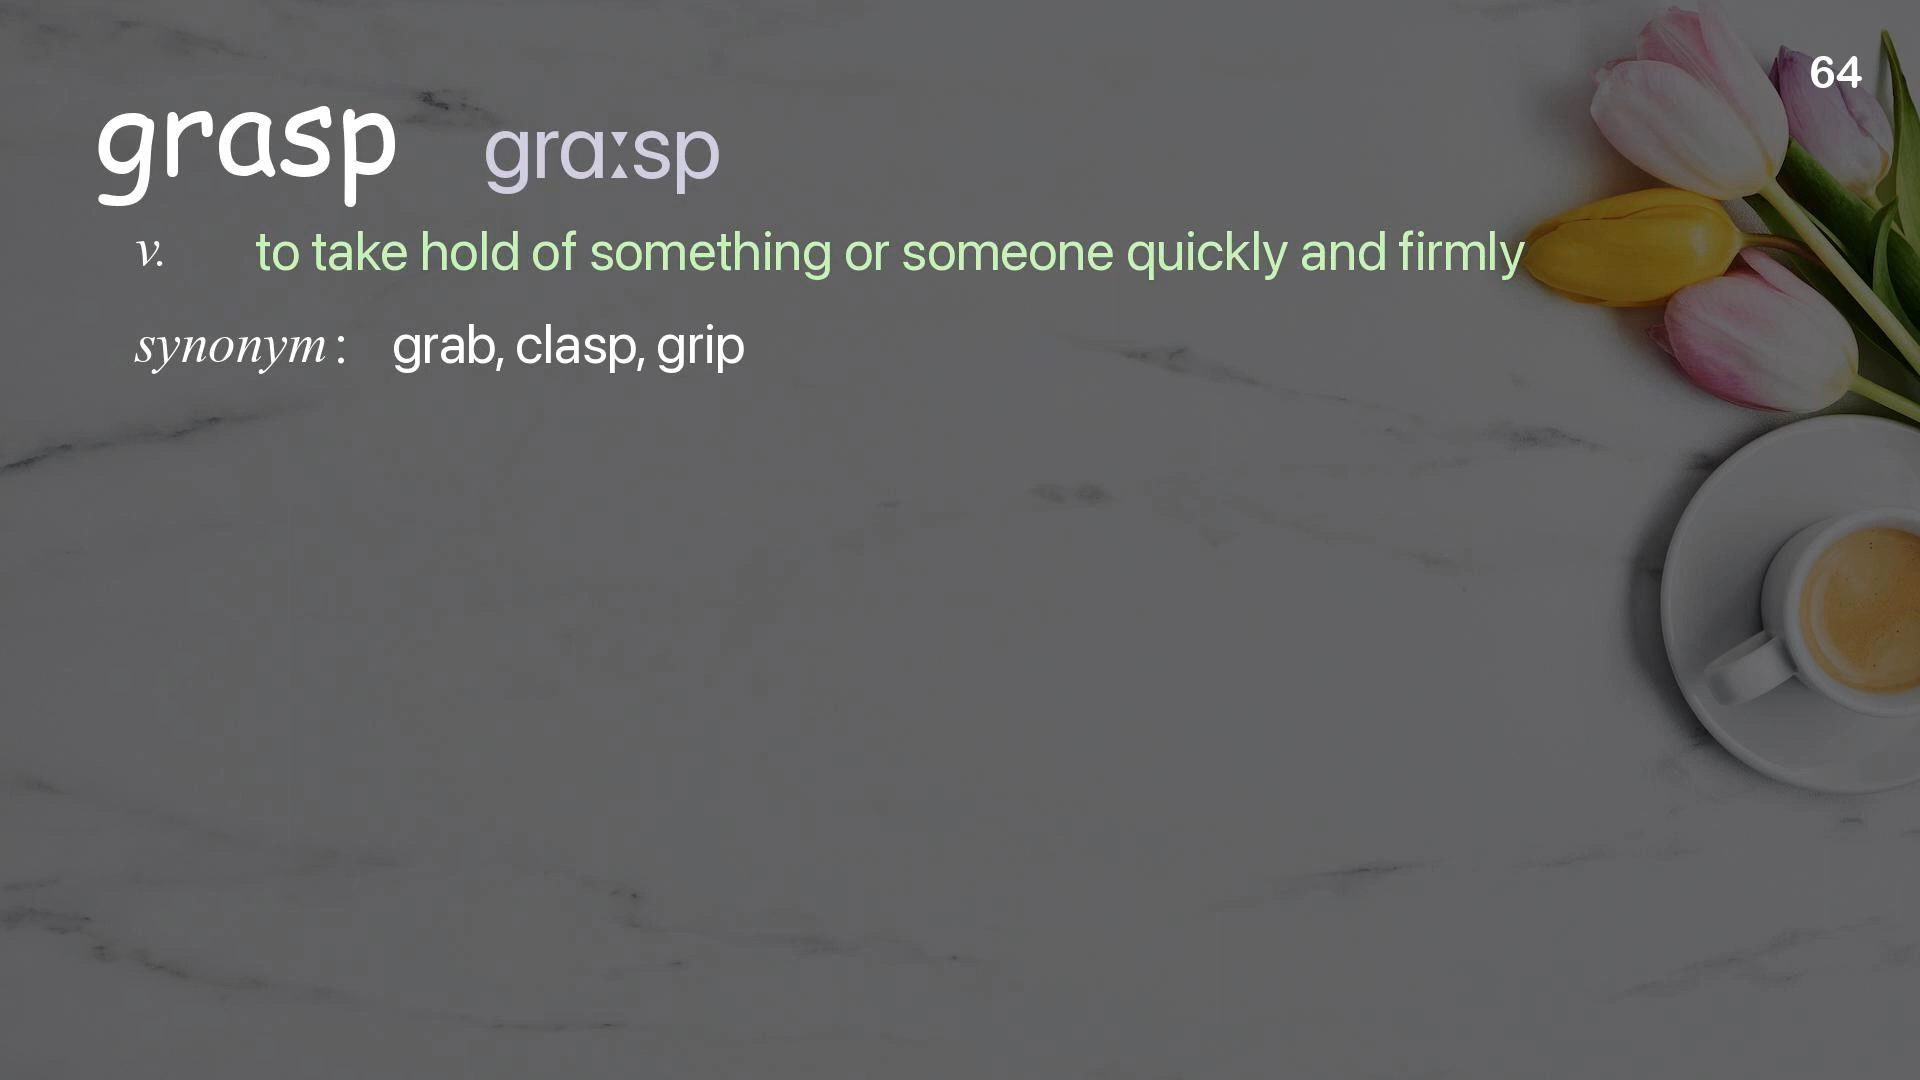 64
grasp grɑːsp
v. to take hold of something or someone quickly and firmly
synonym: grab, clasp, grip